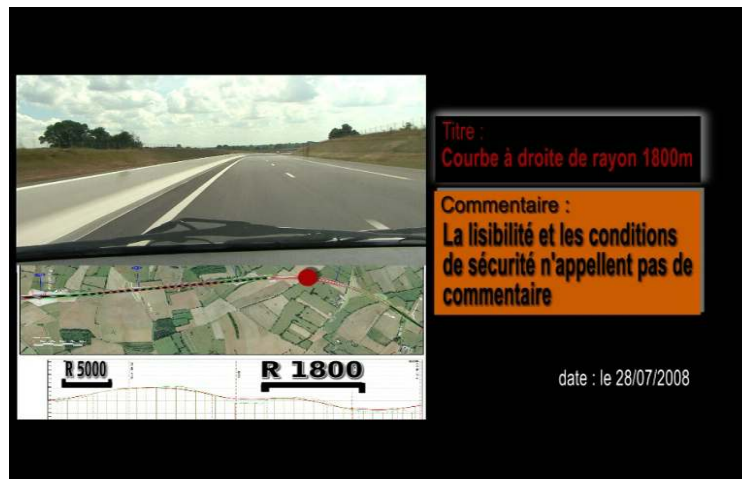 Titre :
Courbe à droite de rayon 1800m
Commentaire :
La lisibilité et les conditions
de sécurité n'appellent pas de
commentaire
R 5000
R 1800
date : le 28/07/2008